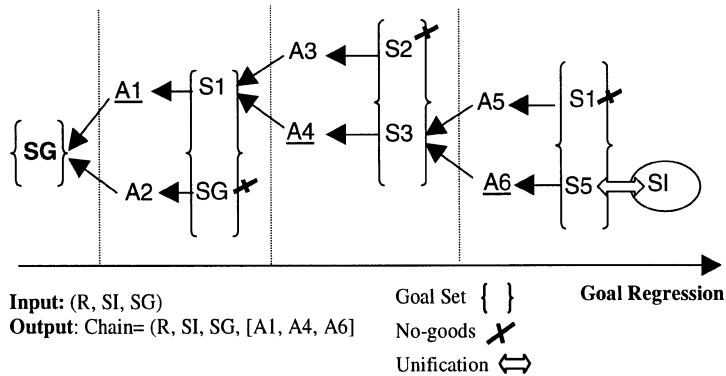 A3
S2
A1
S1
A5
S1
{SG}
A4
S3
A2
SG
A6
S5
SI
Input: (R, SI, SG)
Output: Chain= (R, SI, SG, [A1, A4, A6]
Goal Set { }
No-goods
Unification
Goal Regression